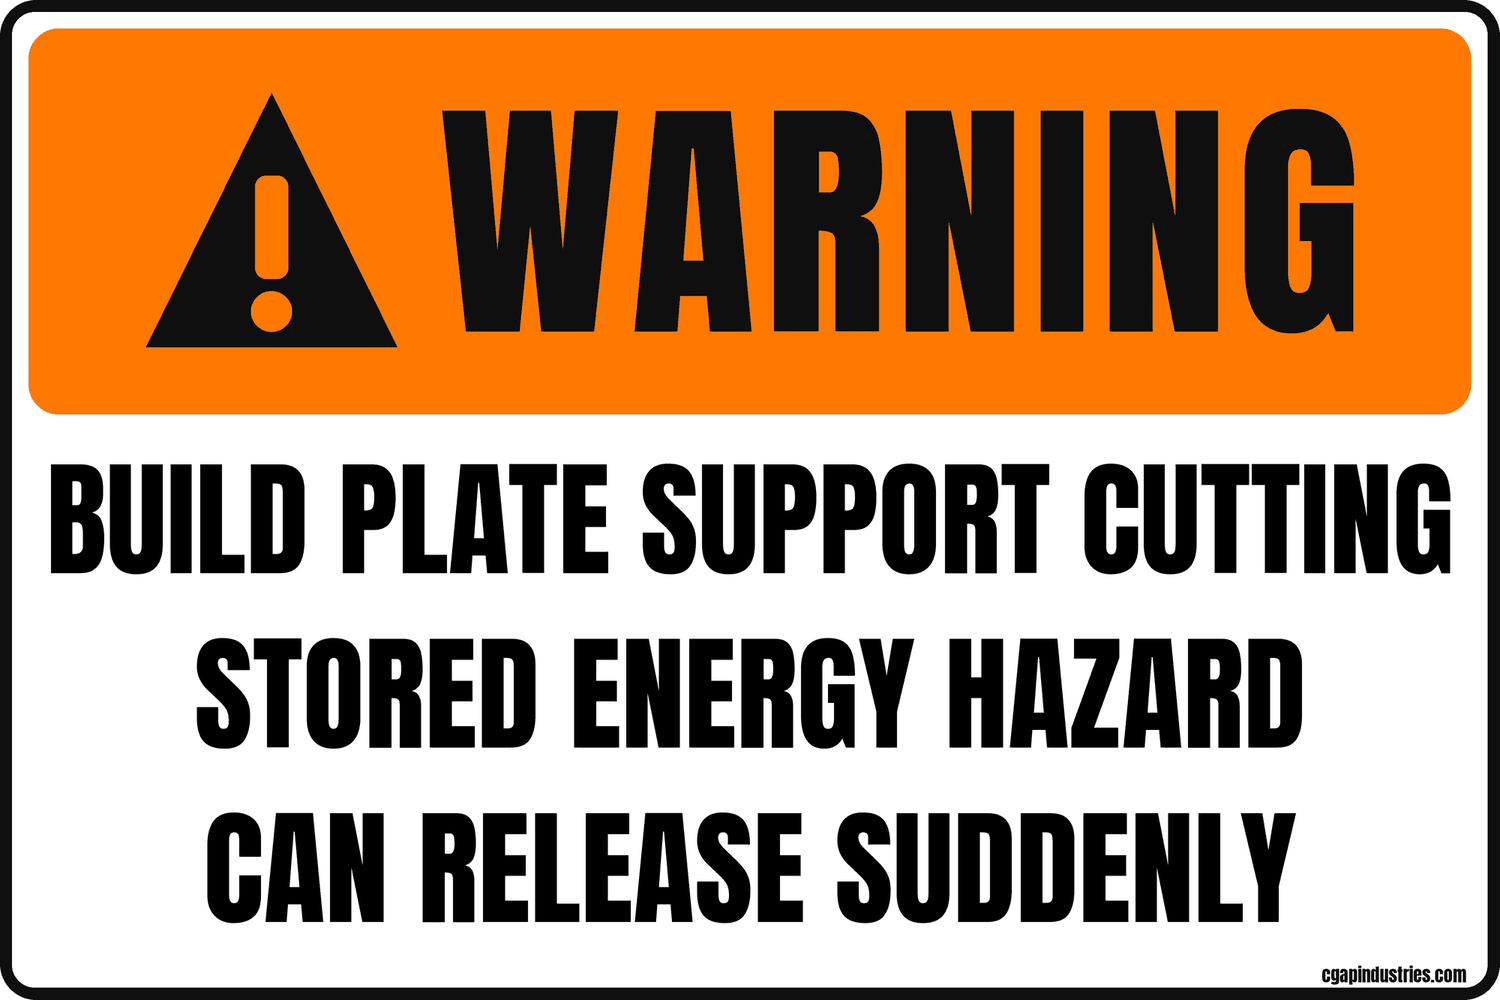 WARNING
BUILD PLATE SUPPORT CUTTING
STORED ENERGY HAZARD
CAN RELEASE SUDDENLY
cgapindustries.com